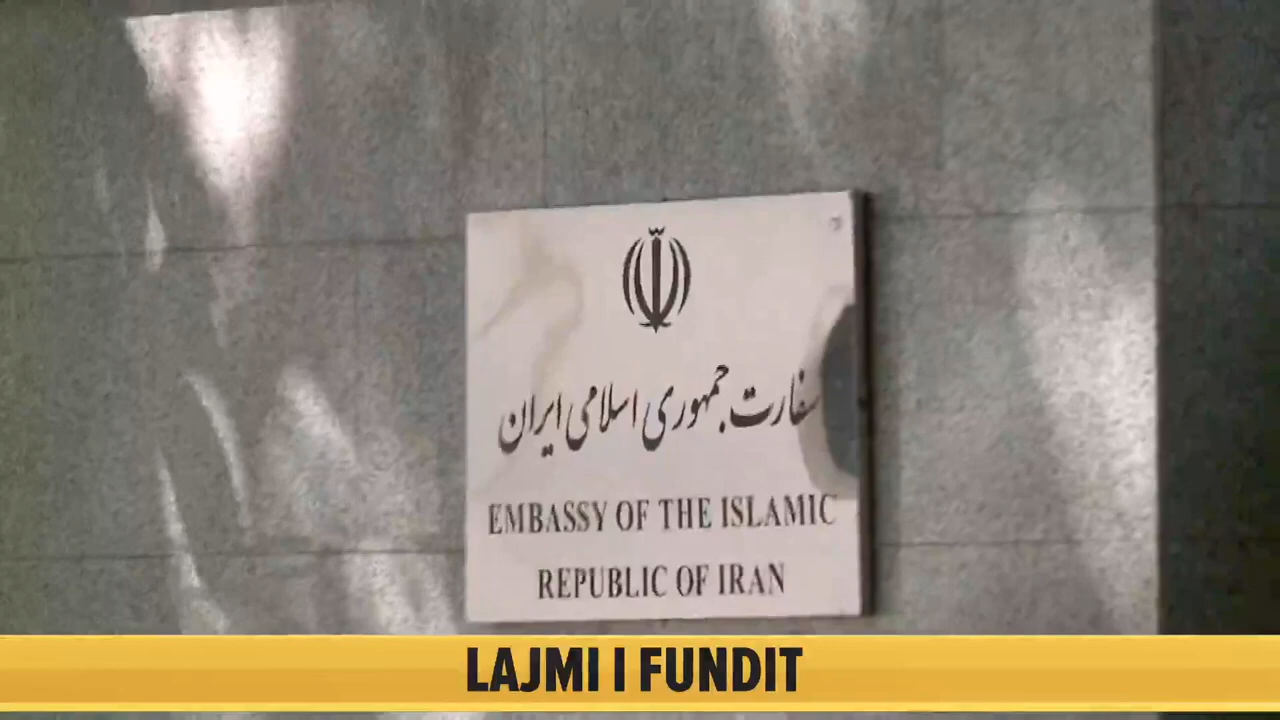 سفارت جمهوری اسلامی ایران
EMBASSY OF THE ISLAMIC
REPUBLIC OF IRAN
LAJMI I FUNDIT